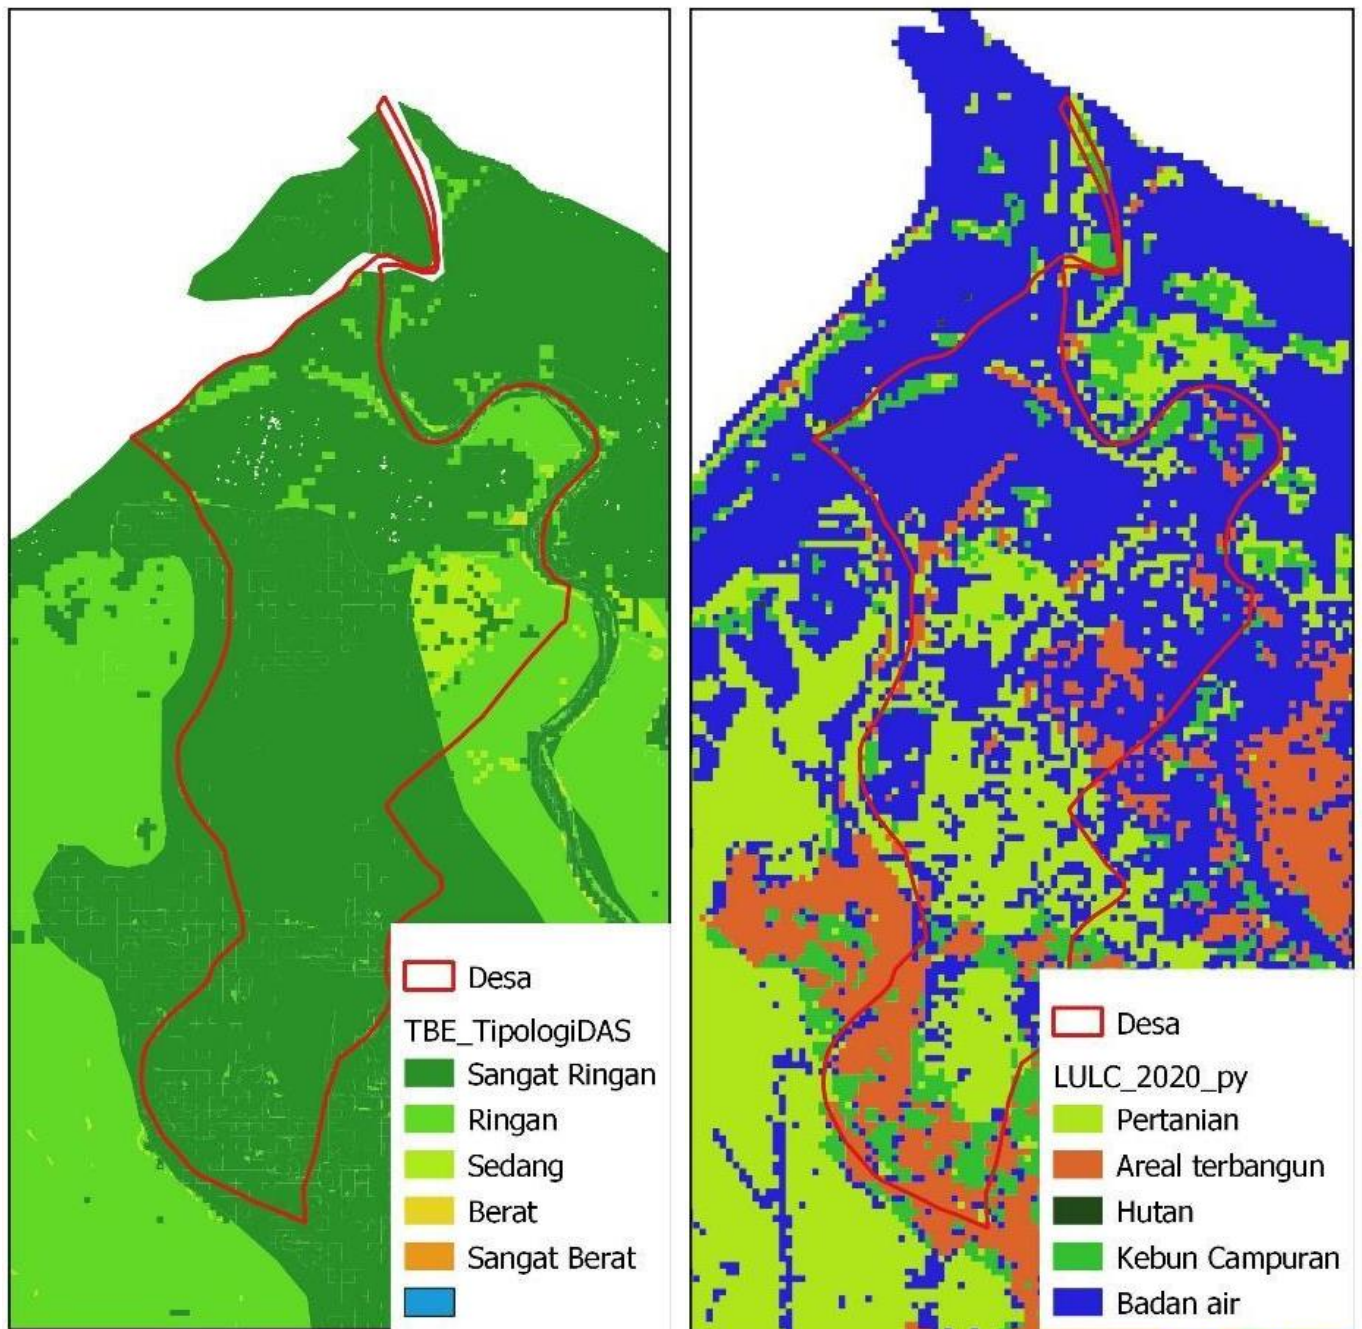 Desa
TBE_TipologiDAS
Sangat Ringan
Ringan
Sedang
Berat
Sangat Berat
Desa
LULC_2020_py
Pertanian
Areal terbangun
Hutan
Kebun Campuran
Badan air